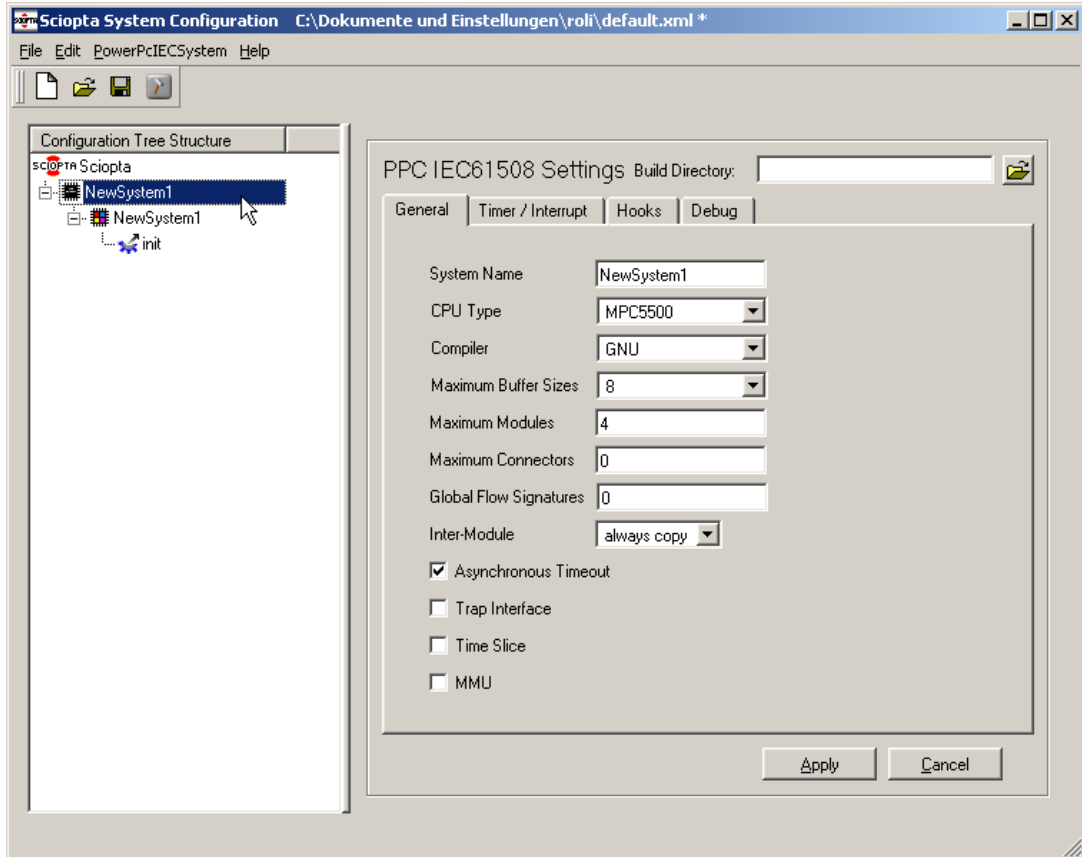 Sciopta System Configuration C:\Dokumente und Einstellungen\roli\default.xml *
File Edit PowerPcIECSystem Help
Configuration Tree Structure
SCIOPTA Sciopta
NewSystem1
NewSystem1
init
PPC IEC61508 Settings Build Directory:
General Timer / Interrupt Hooks Debug
System Name NewSystem1
CPU Type MPC5500
Compiler GNU
Maximum Buffer Sizes 8
Maximum Modules 4
Maximum Connectors 0
Global Flow Signatures 0
Inter-Module always copy
Asynchronous Timeout
Trap Interface
Time Slice
MMU
Apply Cancel